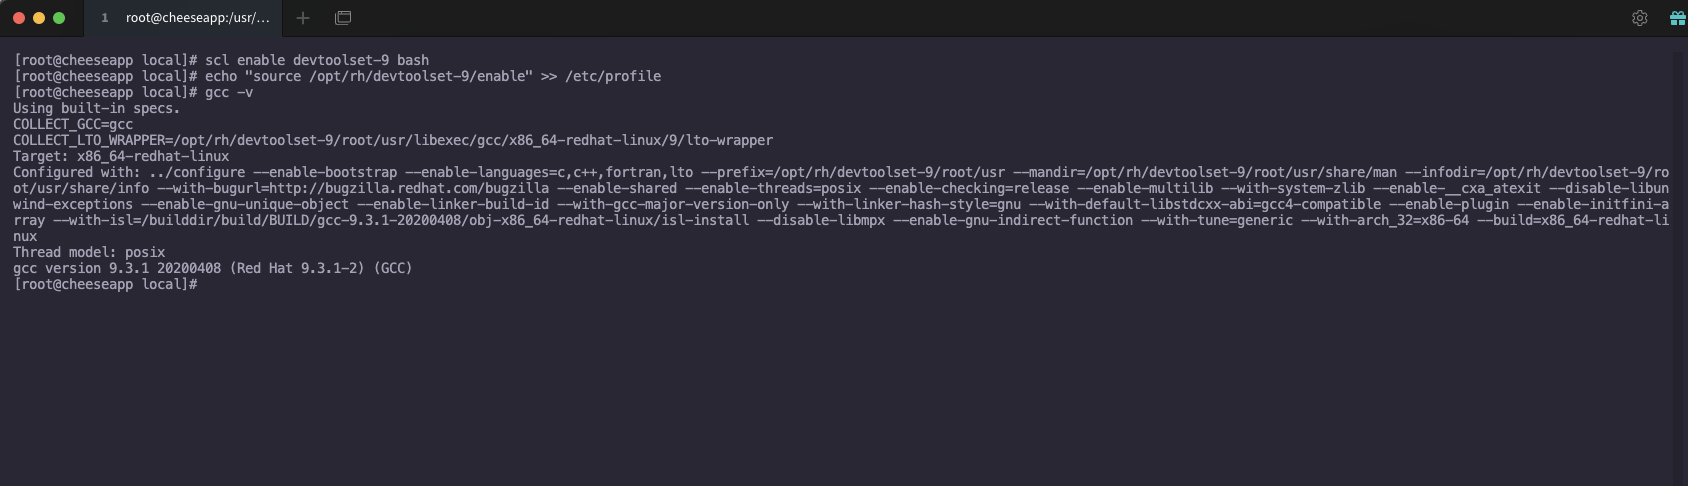 1 root@cheeseapp:/usr/...
[root@cheeseapp local]# scl enable devtoolset-9 bash
[root@cheeseapp local]# echo "source /opt/rh/devtoolset-9/enable" >> /etc/profile
[root@cheeseapp local]# gcc -v
Using built-in specs.
COLLECT_GCC=gcc
COLLECT_LTO_WRAPPER=/opt/rh/devtoolset-9/root/usr/libexec/gcc/x86_64-redhat-linux/9/lto-wrapper
Target: x86_64-redhat-linux
Configured with: ../configure --enable-bootstrap --enable-languages=c,c++,fortran,lto --prefix=/opt/rh/devtoolset-9/root/usr --mandir=/opt/rh/devtoolset-9/root/usr/share/man --infodir=/opt/rh/devtoolset-9/ro
ot/usr/share/info --with-bugurl=http://bugzilla.redhat.com/bugzilla --enable-shared --enable-threads=posix --enable-checking=release --enable-multilib --with-system-zlib --enable-__cxa_atexit --disable-libun
wind-exceptions --enable-gnu-unique-object --enable-linker-build-id --with-gcc-major-version-only --with-linker-hash-style=gnu --with-default-libstdcxx-abi=gcc4-compatible --enable-plugin --enable-initfini-a
rray --with-isl=/builddir/build/BUILD/gcc-9.3.1-20200408/obj-x86_64-redhat-linux/isl-install --disable-libmpx --enable-gnu-indirect-function --with-tune=generic --with-arch_32=x86-64 --build=x86_64-redhat-li
nux
Thread model: posix
gcc version 9.3.1 20200408 (Red Hat 9.3.1-2) (GCC)
[root@cheeseapp local]#